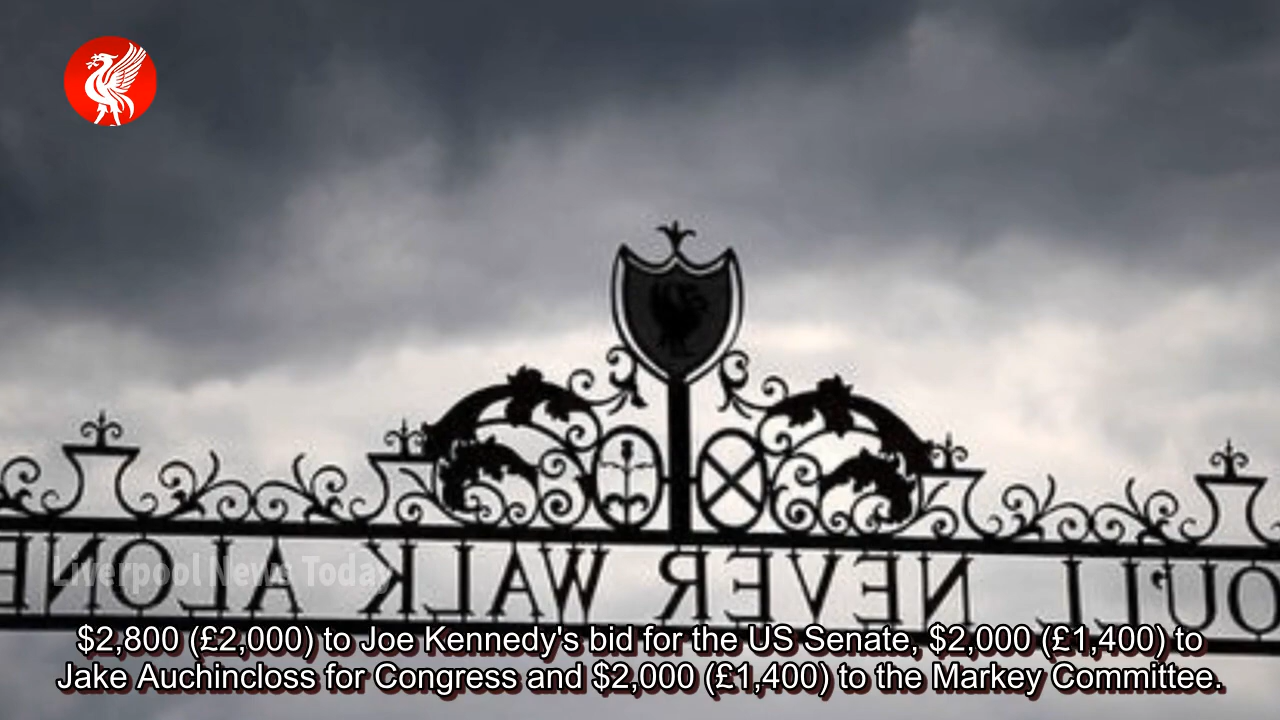 OU'LL NEVER WALK ALONE
Liverpool News Today
$2,800 (£2,000) to Joe Kennedy's bid for the US Senate, $2,000 (£1,400) to
Jake Auchincloss for Congress and $2,000 (£1,400) to the Markey Committee.